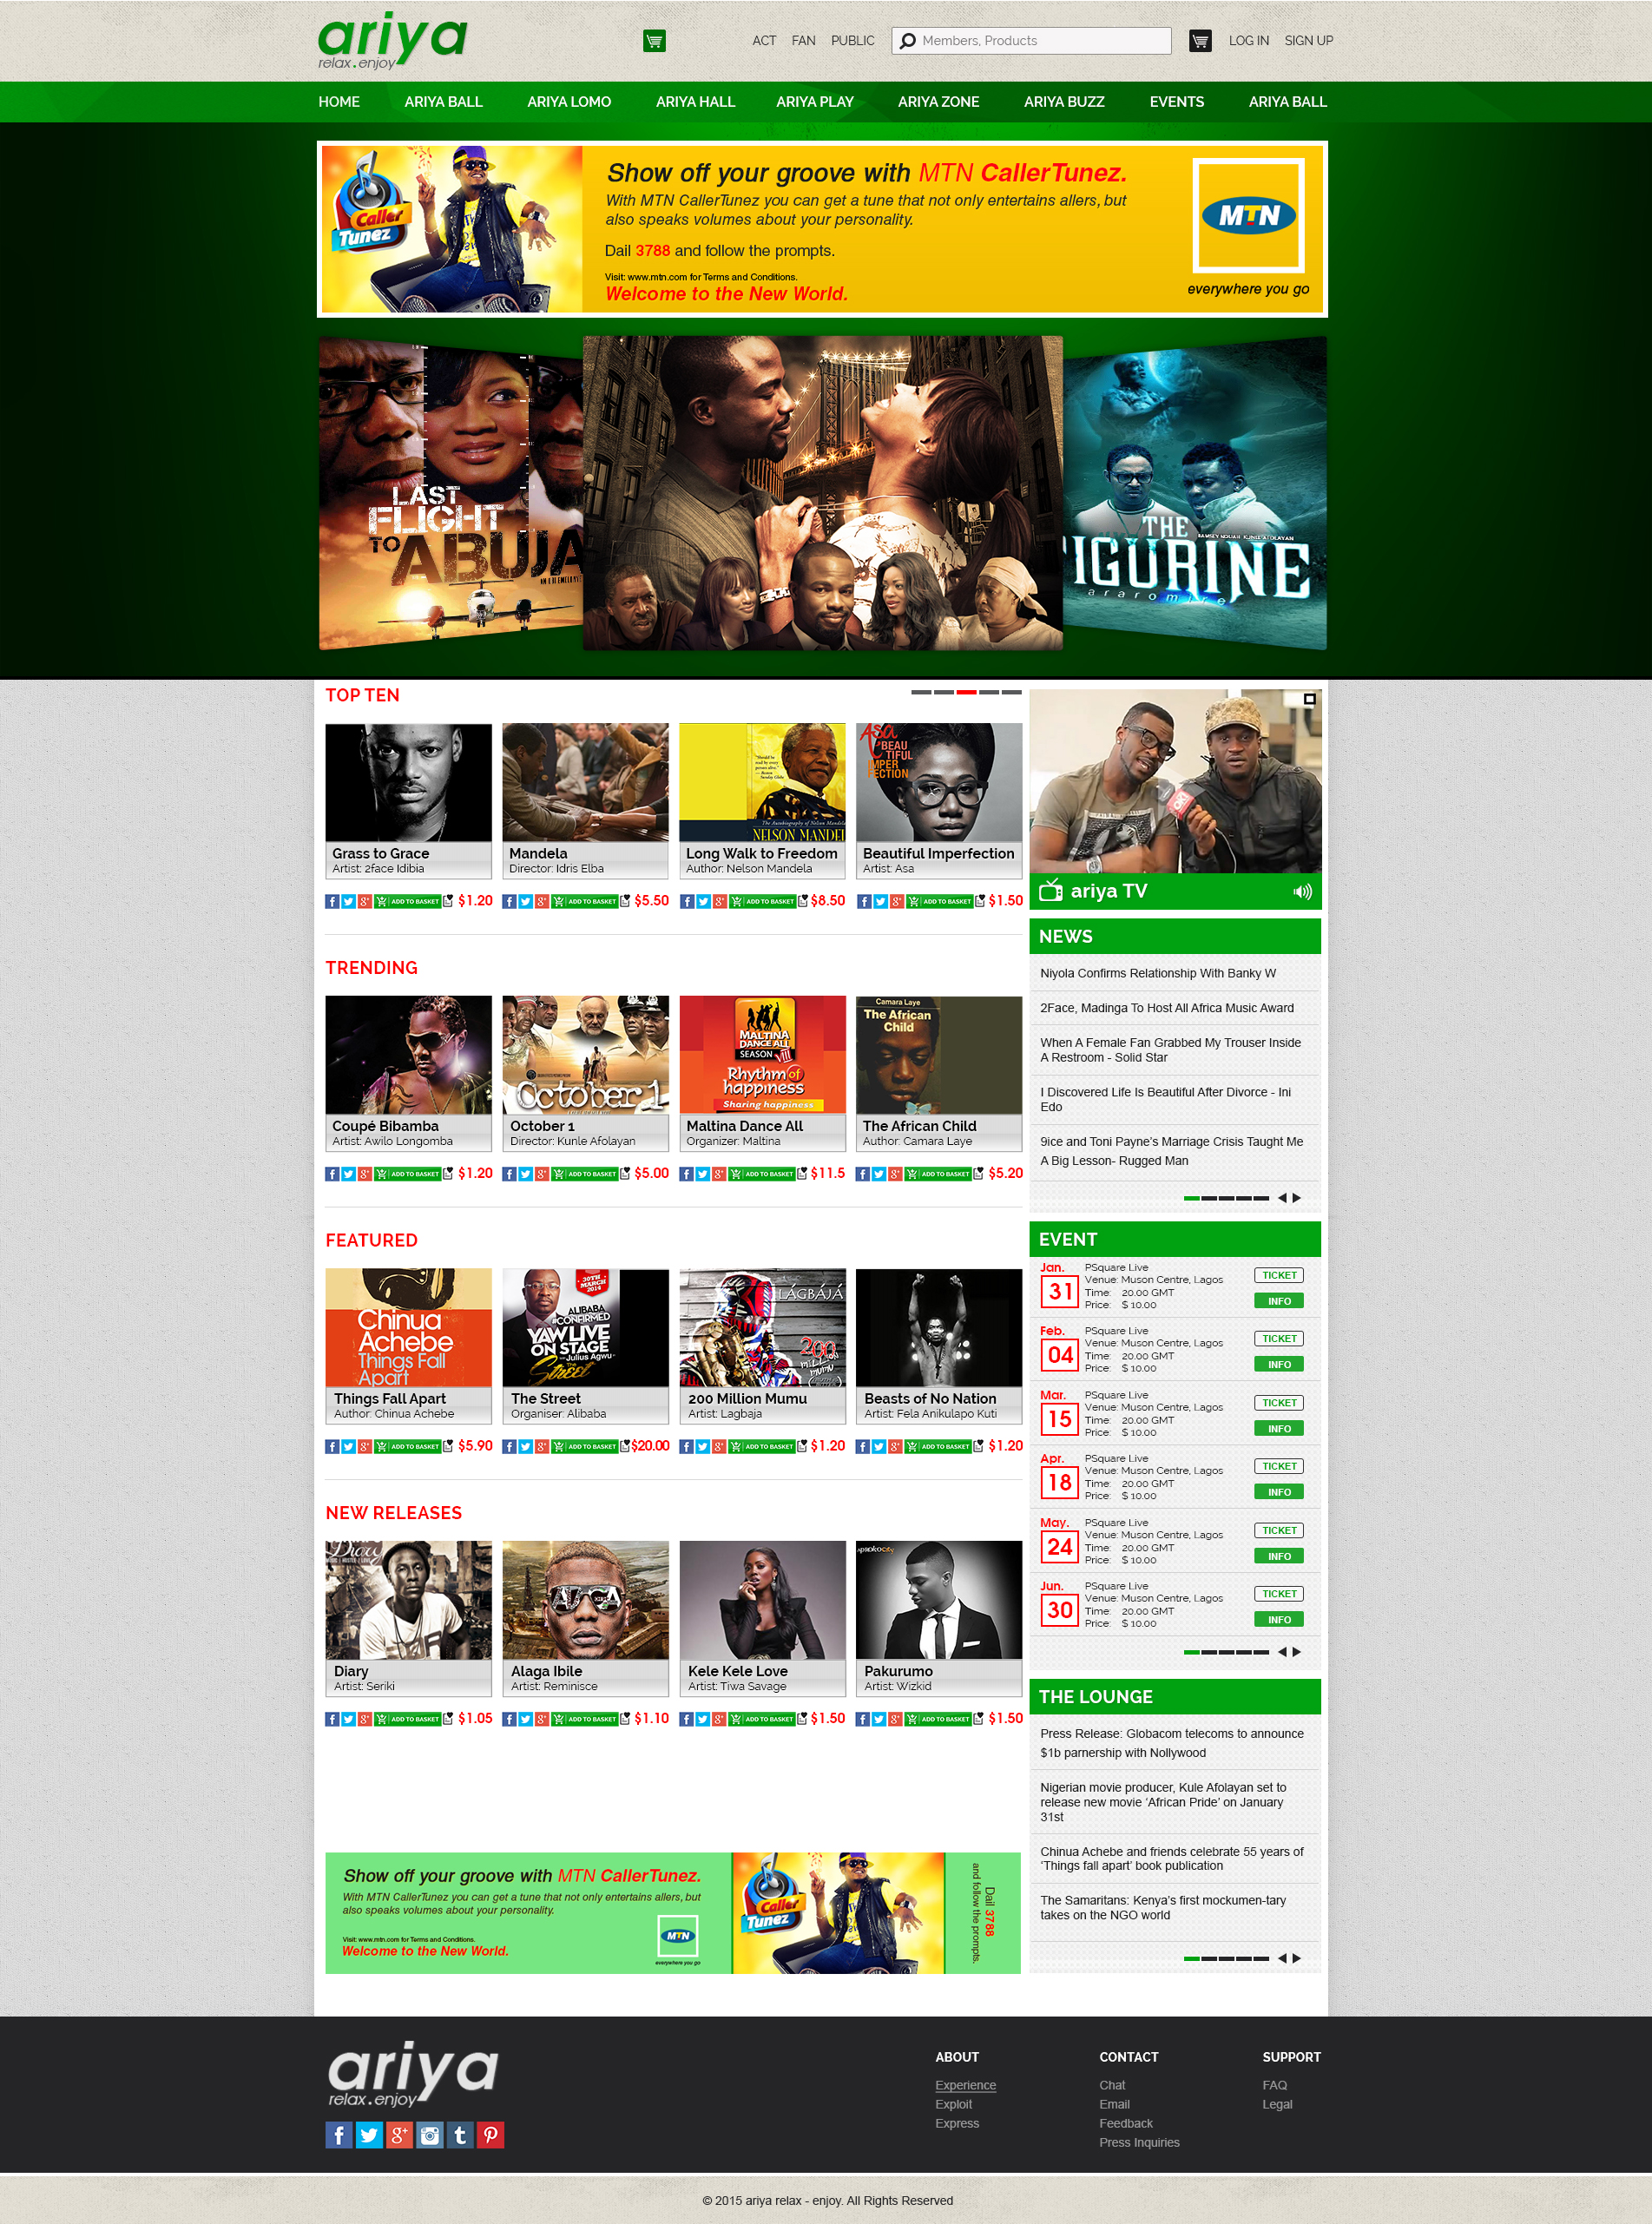 ariya
relax.enjoy
ACT FAN PUBLIC
Members, Products
LOG IN SIGN UP
HOME ARIYA BALL ARIYA LOMO ARIYA HALL ARIYA PLAY ARIYA ZONE ARIYA BUZZ EVENTS ARIYA BALL
Caller
Tunez
Show off your groove with MTN CallerTunez.
With MTN CallerTunez you can get a tune that not only entertains allers, but
also speaks volumes about your personality.
Dail 3788 and follow the prompts.
Visit: www.mtn.com for Terms and Conditions.
Welcome to the New World.
MTN
everywhere you go
LAST
FLIGHT
TO ABUJA
THE
FIGURINE
araromire
TOP TEN
Asa
BEAU
TIFUL
IMPER
FECTION
The Autobiography of Nelson Mandela
NELSON MANDEL
Grass to Grace
Artist: 2face Idibia
Mandela
Director: Idris Elba
Long Walk to Freedom
Author: Nelson Mandela
Beautiful Imperfection
Artist: Asa
ADD TO BASKET $1.20
ADD TO BASKET $5.50
ADD TO BASKET $8.50
ADD TO BASKET $1.50
TRENDING
October 1
MALTINA
DANCE ALL
SEASON VIII
Rhythm of
happiness
Sharing happiness
Camara Laye
The African
Child
Coupé Bibamba
Artist: Awilo Longomba
October 1
Director: Kunle Afolayan
Maltina Dance All
Organizer: Maltina
The African Child
Author: Camara Laye
ADD TO BASKET $1.20
ADD TO BASKET $5.00
ADD TO BASKET $11.5
ADD TO BASKET $5.20
FEATURED
Chinua
Achebe
Things Fall
Apart
30TH
MARCH
2014
ALIBABA
#CONFIRMED
YAW LIVE
ON STAGE
Julius Agwu
The
Street
LÁGBÁJÁ
200
MILLION
MUMU
Things Fall Apart
Author: Chinua Achebe
The Street
Organiser: Alibaba
200 Million Mumu
Artist: Lagbaja
Beasts of No Nation
Artist: Fela Anikulapo Kuti
ADD TO BASKET $5.90
ADD TO BASKET $20.00
ADD TO BASKET $1.20
ADD TO BASKET $1.20
NEW RELEASES
Diary
Diary
Artist: Seriki
Alaga Ibile
Artist: Reminisce
Kele Kele Love
Artist: Tiwa Savage
Pakurumo
Artist: Wizkid
ADD TO BASKET $1.05
ADD TO BASKET $1.10
ADD TO BASKET $1.50
ADD TO BASKET $1.50
Show off your groove with MTN CallerTunez.
With MTN CallerTunez you can get a tune that not only entertains allers, but
also speaks volumes about your personality.
Visit: www.mtn.com for Terms and Conditions.
Welcome to the New World.
MTN
everywhere you go
Caller
Tunez
Dail 3788
and follow the prompts.
OK!
ariya TV
NEWS
Niyola Confirms Relationship With Banky W
2Face, Madinga To Host All Africa Music Award
When A Female Fan Grabbed My Trouser Inside
A Restroom - Solid Star
I Discovered Life Is Beautiful After Divorce - Ini
Edo
9ice and Toni Payne's Marriage Crisis Taught Me
A Big Lesson- Rugged Man
EVENT
Jan.
31
PSquare Live
Venue: Muson Centre, Lagos
Time: 20.00 GMT
Price: $ 10.00
TICKET
INFO
Feb.
04
PSquare Live
Venue: Muson Centre, Lagos
Time: 20.00 GMT
Price: $ 10.00
TICKET
INFO
Mar.
15
PSquare Live
Venue: Muson Centre, Lagos
Time: 20.00 GMT
Price: $ 10.00
TICKET
INFO
Apr.
18
PSquare Live
Venue: Muson Centre, Lagos
Time: 20.00 GMT
Price: $ 10.00
TICKET
INFO
May.
24
PSquare Live
Venue: Muson Centre, Lagos
Time: 20.00 GMT
Price: $ 10.00
TICKET
INFO
Jun.
30
PSquare Live
Venue: Muson Centre, Lagos
Time: 20.00 GMT
Price: $ 10.00
TICKET
INFO
THE LOUNGE
Press Release: Globacom telecoms to announce
$1b parnership with Nollywood
Nigerian movie producer, Kule Afolayan set to
release new movie ‘African Pride’ on January
31st
Chinua Achebe and friends celebrate 55 years of
‘Things fall apart’ book publication
The Samaritans: Kenya's first mockumen-tary
takes on the NGO world
ariya
relax.enjoy
ABOUT
Experience
Exploit
Express
CONTACT
Chat
Email
Feedback
Press Inquiries
SUPPORT
FAQ
Legal
© 2015 ariya relax - enjoy. All Rights Reserved